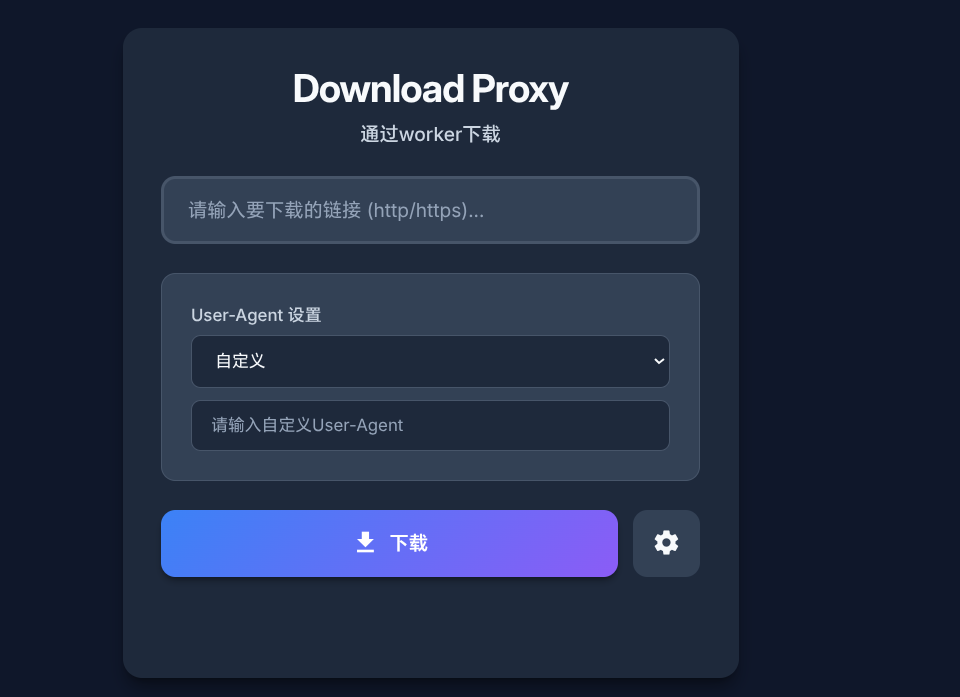 Download Proxy
通过worker下载
请输入要下载的链接 (http/https)...
User-Agent 设置
自定义
请输入自定义User-Agent
下载